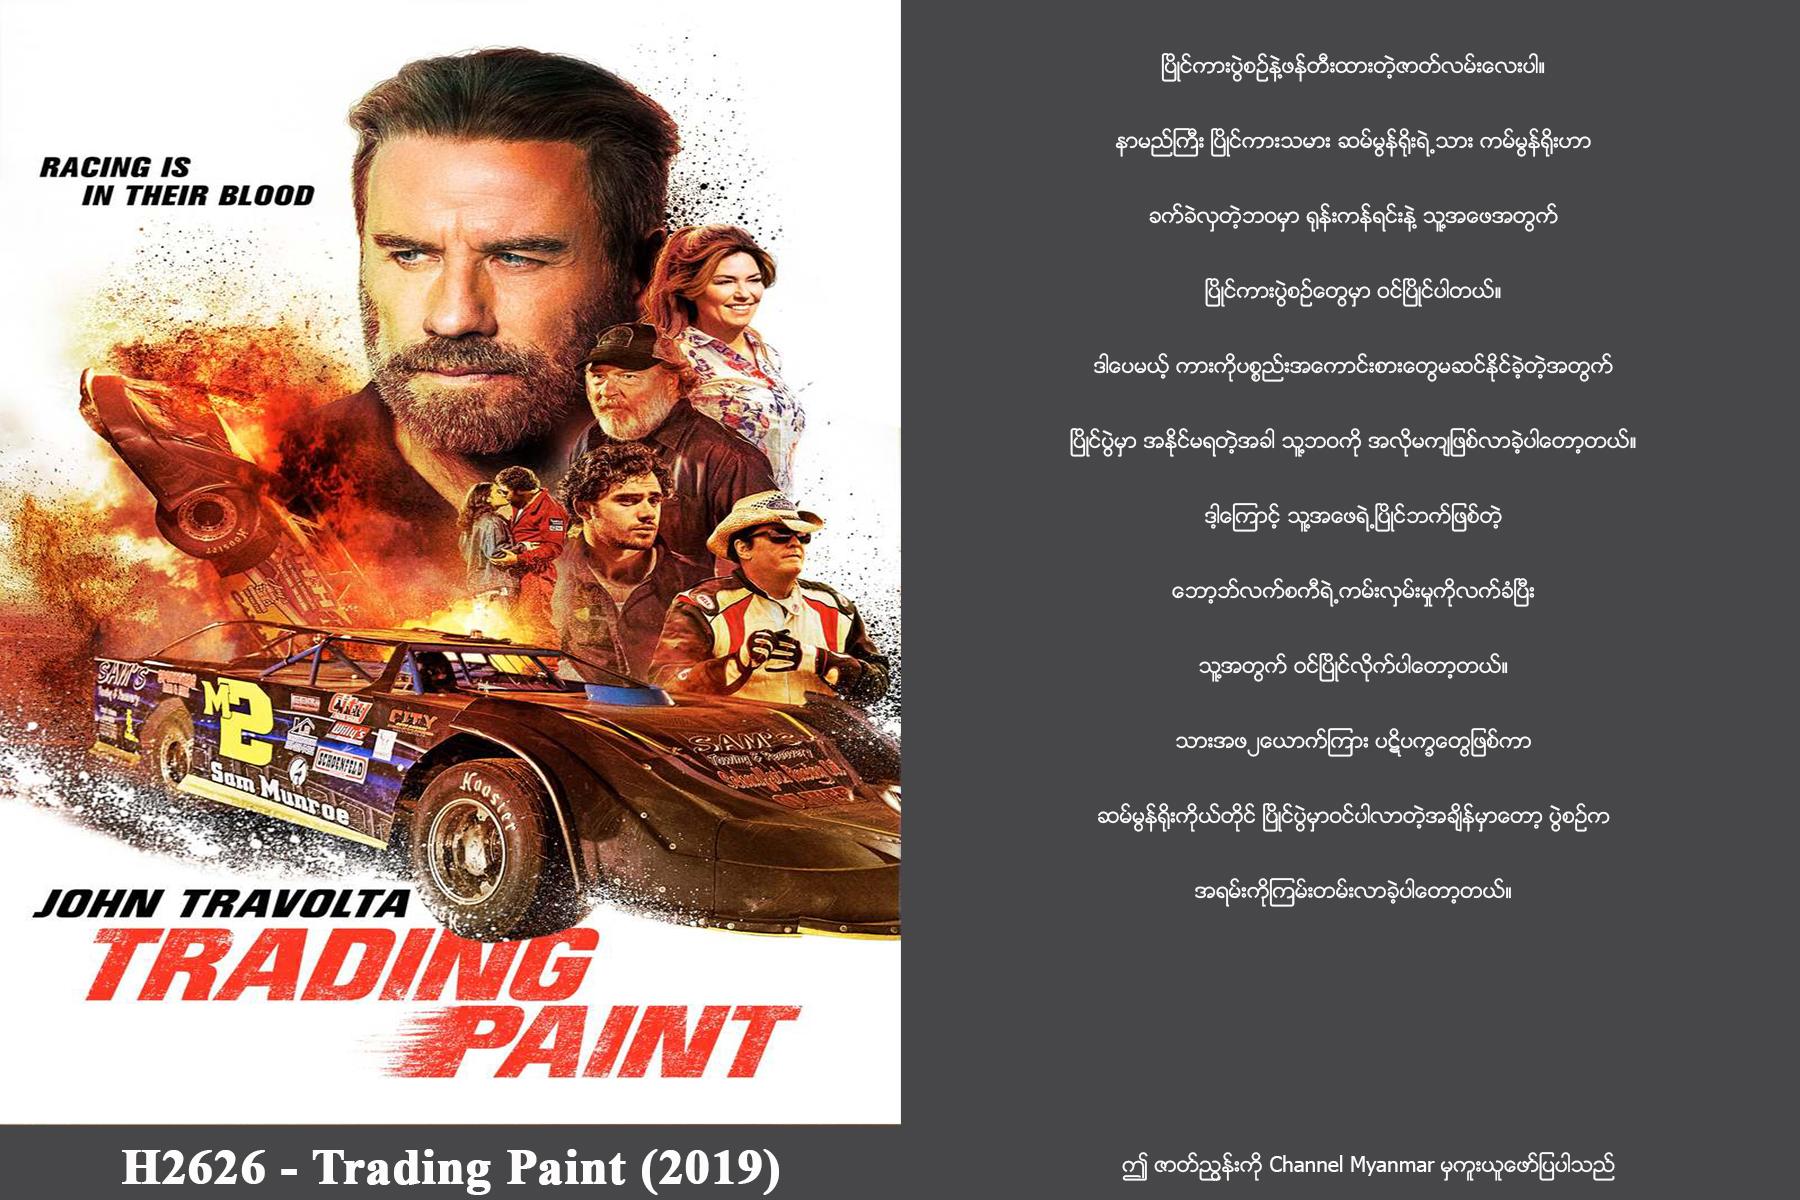 RACING IS
IN THEIR BLOOD
SAM'S
M
2
Sam Munroe
CITY
Willy's
CITY
SCHOENFELD
SAM'S
Towing & Recovery
Hoosier
Hoosier
JOHN TRAVOLTA
TRADING
PAINT
H2626 - Trading Paint (2019)
ပြိုင်ကားပွဲစဉ်နဲ့ဖန်တီးထားတဲ့ဇာတ်လမ်းလေးပါ။
နာမည်ကြီး ပြိုင်ကားသမား ဆမ်မွန်ရိုးရဲ့သား ကမ်မွန်ရိုးဟာ
ခက်ခဲလှတဲ့ဘဝမှာ ရုန်းကန်ရင်းနဲ့ သူ့အဖေအတွက်
ပြိုင်ကားပွဲစဉ်တွေမှာ ဝင်ပြိုင်ပါတယ်။
ဒါပေမယ့် ကားကိုပစ္စည်းအကောင်းစားတွေမဆင်နိုင်ခဲ့တဲ့အတွက်
ပြိုင်ပွဲမှာ အနိုင်မရတဲ့အခါ သူ့ဘဝကို အလိုမကျဖြစ်လာခဲ့ပါတော့တယ်။
ဒါ့ကြောင့် သူ့အဖေရဲ့ပြိုင်ဘက်ဖြစ်တဲ့
ဘော့ဘ်လက်စကီရဲ့ကမ်းလှမ်းမှုကိုလက်ခံပြီး
သူ့အတွက် ဝင်ပြိုင်လိုက်ပါတော့တယ်။
သားအဖ၂ယောက်ကြား ပဋိပက္ခတွေဖြစ်ကာ
ဆမ်မွန်ရိုးကိုယ်တိုင် ပြိုင်ပွဲမှာဝင်ပါလာတဲ့အချိန်မှာတော့ ပွဲစဉ်က
အရမ်းကိုကြမ်းတမ်းလာခဲ့ပါတော့တယ်။
ဤ ဇာတ်ညွှန်းကို Channel Myanmar မှကူးယူဖော်ပြပါသည်